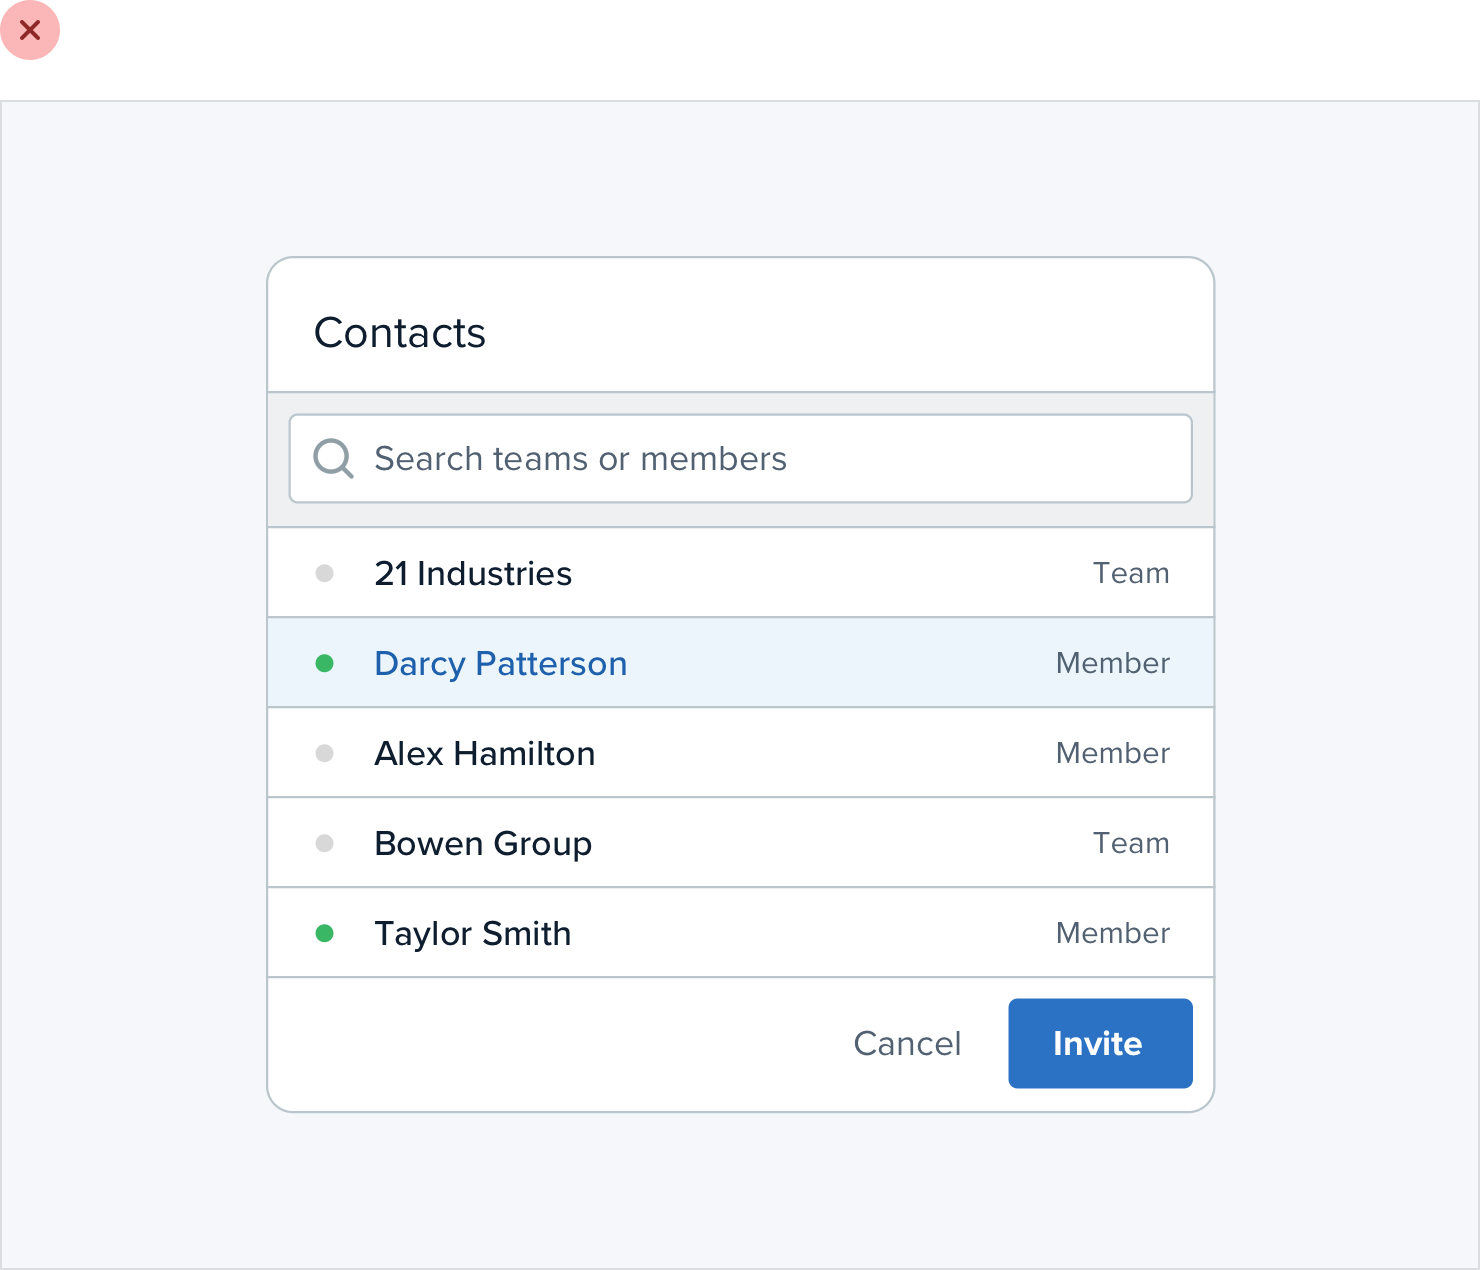 Contacts
Search teams or members
21 Industries Team
Darcy Patterson Member
Alex Hamilton Member
Bowen Group Team
Taylor Smith Member
Cancel Invite